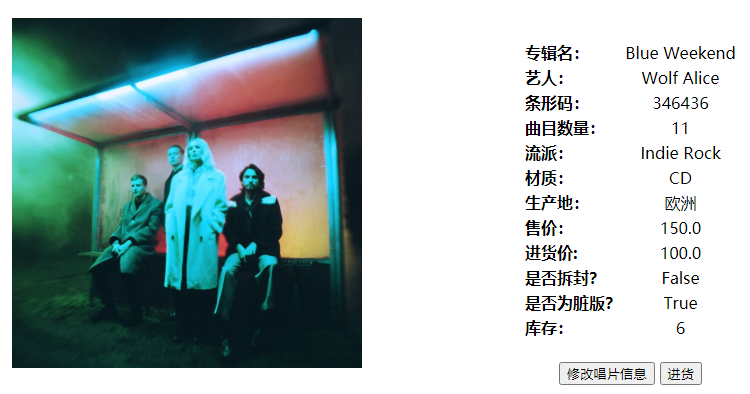 专辑名： Blue Weekend
艺人： Wolf Alice
条形码： 346436
曲目数量： 11
流派： Indie Rock
材质： CD
生产地： 欧洲
售价： 150.0
进货价: 100.0
是否拆封? False
是否为脏版? True
库存： 6
修改唱片信息 进货